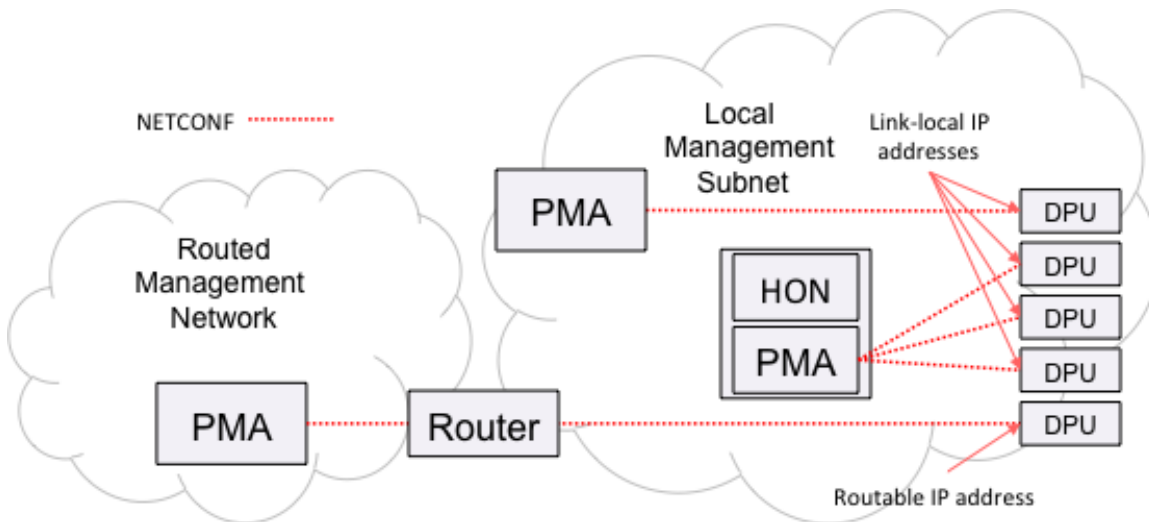 NETCONF
Local
Management
Subnet
Link-local IP
addresses
PMA
DPU
Routed
Management
Network
HON
PMA
DPU
DPU
DPU
PMA
Router
DPU
Routable IP address